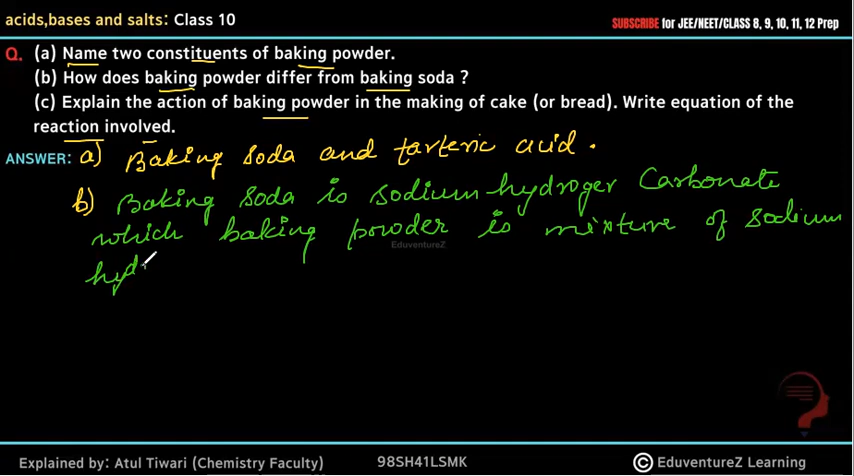 acids,bases and salts: Class 10
SUBSCRIBE for JEE/NEET/CLASS 8, 9, 10, 11, 12 Prep
Q. (a) Name two constituents of baking powder.
(b) How does baking powder differ from baking soda ?
(c) Explain the action of baking powder in the making of cake (or bread). Write equation of the
reaction involved.
ANSWER: a) Baking soda and tarteric acid.
b) Baking soda is sodium hydroger Carbonate
which baking powder is mixture of sodium
EduventureZ
hyd
Explained by: Atul Tiwari (Chemistry Faculty)
98SH41LSMK
© EduventureZ Learning